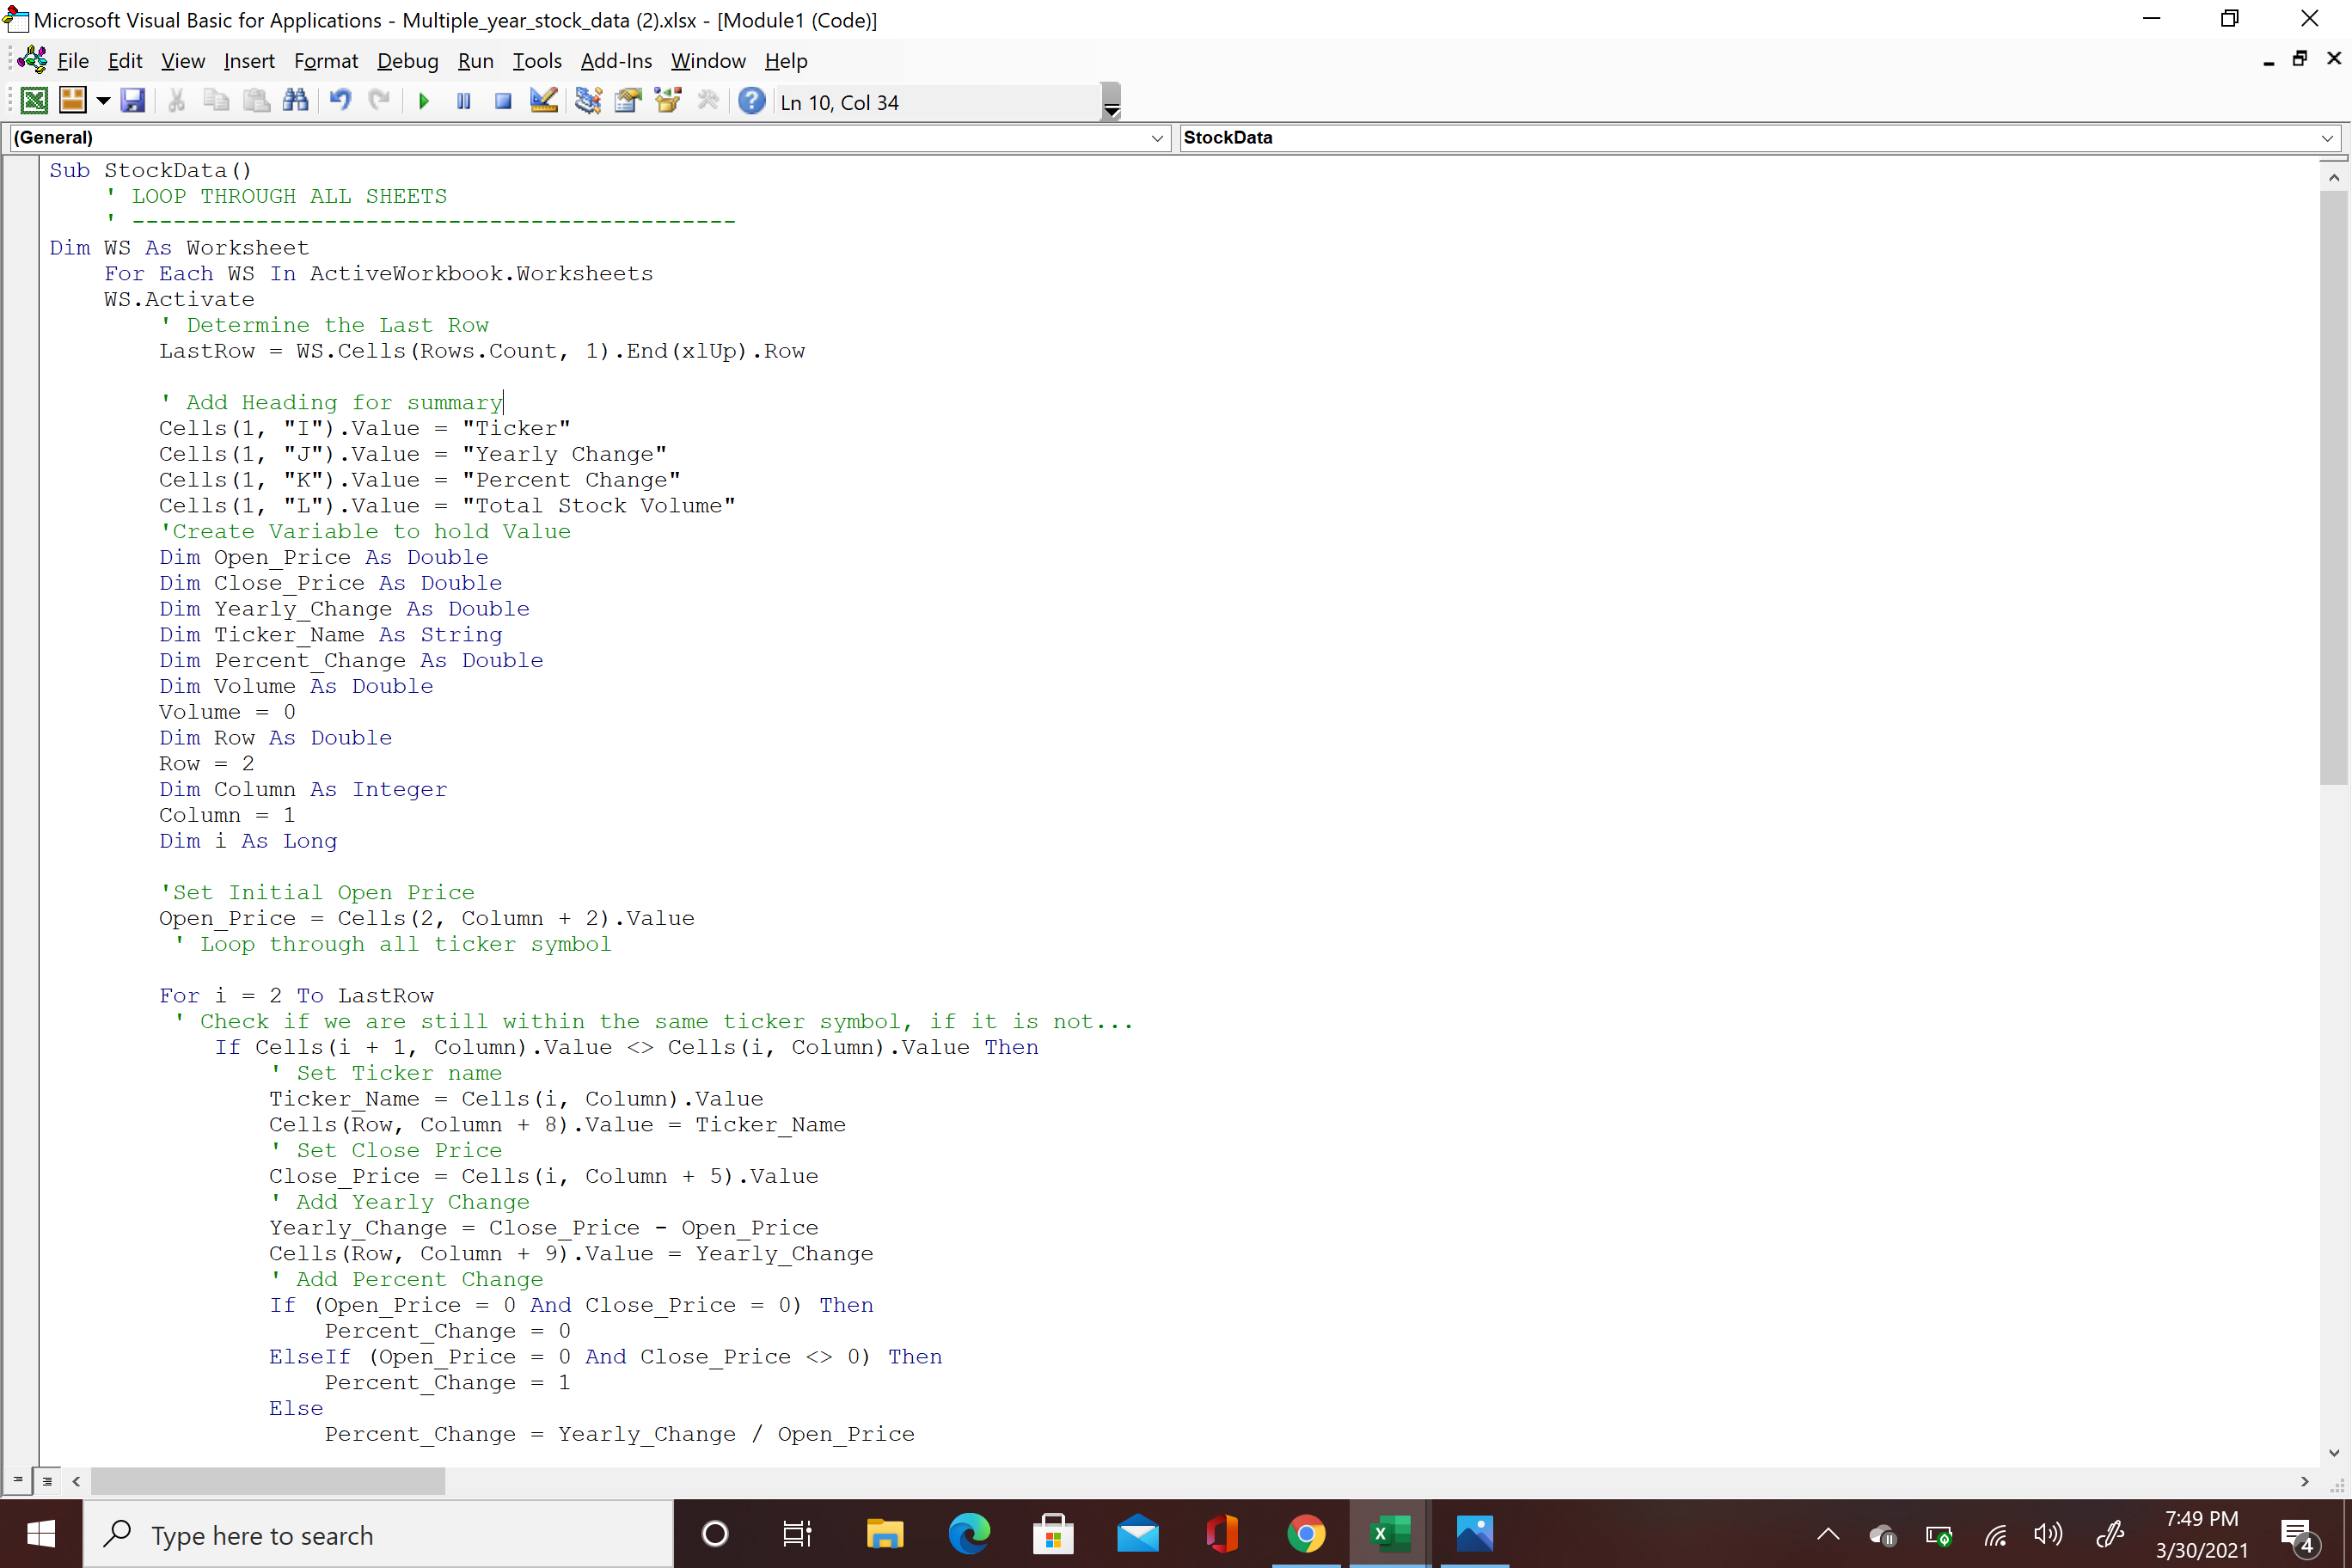 Microsoft Visual Basic for Applications - Multiple_year_stock_data (2).xlsx - [Module1 (Code)]
File Edit View Insert Format Debug Run Tools Add-Ins Window Help
Ln 10, Col 34
(General) StockData
Sub StockData()
' LOOP THROUGH ALL SHEETS
' --------------------------------------------
Dim WS As Worksheet
For Each WS In ActiveWorkbook.Worksheets
WS.Activate
' Determine the Last Row
LastRow = WS.Cells(Rows.Count, 1).End(xlUp).Row
' Add Heading for summary
Cells(1, "I").Value = "Ticker"
Cells(1, "J").Value = "Yearly Change"
Cells(1, "K").Value = "Percent Change"
Cells(1, "L").Value = "Total Stock Volume"
'Create Variable to hold Value
Dim Open_Price As Double
Dim Close_Price As Double
Dim Yearly_Change As Double
Dim Ticker_Name As String
Dim Percent_Change As Double
Dim Volume As Double
Volume = 0
Dim Row As Double
Row = 2
Dim Column As Integer
Column = 1
Dim i As Long
'Set Initial Open Price
Open_Price = Cells(2, Column + 2).Value
' Loop through all ticker symbol
For i = 2 To LastRow
' Check if we are still within the same ticker symbol, if it is not...
If Cells(i + 1, Column).Value <> Cells(i, Column).Value Then
' Set Ticker name
Ticker_Name = Cells(i, Column).Value
Cells(Row, Column + 8).Value = Ticker_Name
' Set Close Price
Close_Price = Cells(i, Column + 5).Value
' Add Yearly Change
Yearly_Change = Close_Price - Open_Price
Cells(Row, Column + 9).Value = Yearly_Change
' Add Percent Change
If (Open_Price = 0 And Close_Price = 0) Then
Percent_Change = 0
ElseIf (Open_Price = 0 And Close_Price <> 0) Then
Percent_Change = 1
Else
Percent_Change = Yearly_Change / Open_Price
Type here to search
7:49 PM
3/30/2021
4